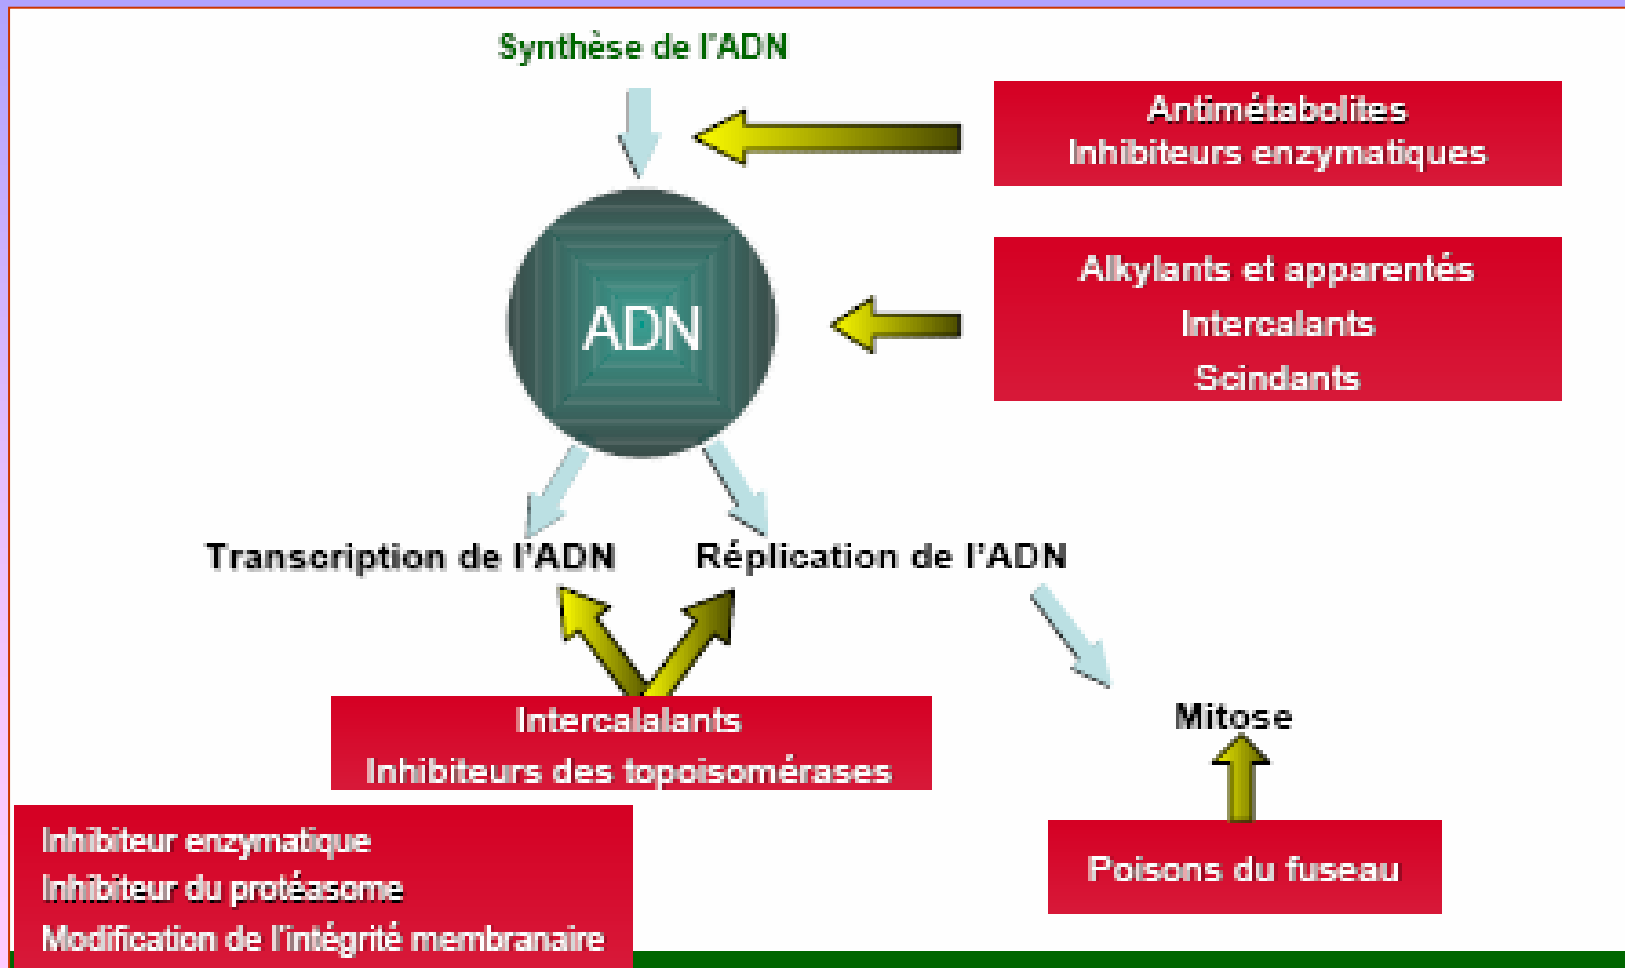 Synthèse de l'ADN
Antimétabolites
Inhibiteurs enzymatiques
Alkylants et apparentés
Intercalants
Scindants
ADN
Transcription de l'ADN
Réplication de l'ADN
Intercalalants
Inhibiteurs des topoisomérases
Mitose
Poisons du fuseau
Inhibiteur enzymatique
Inhibiteur du protéasome
Modification de l'intégrité membranaire